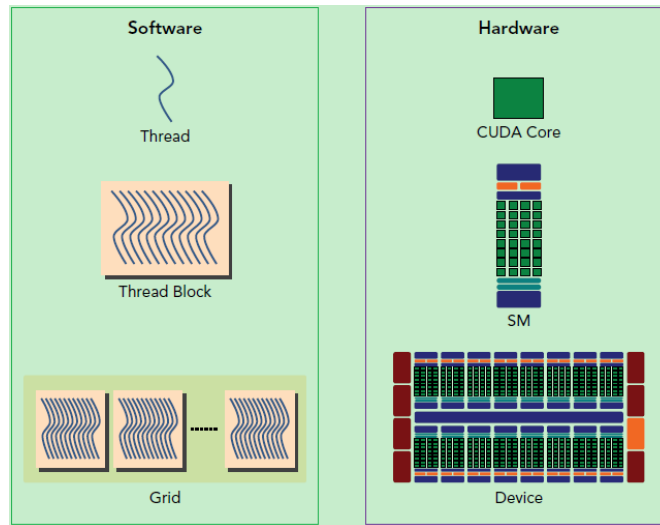 Software
Thread
Thread Block
Grid
Hardware
CUDA Core
SM
Device